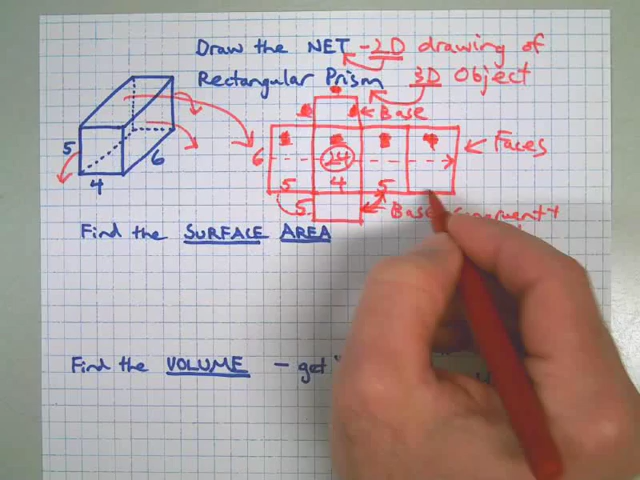 Draw the NET - 2D drawing of
Rectangular Prism 3D Object
Base
5
4
6
6
24
5
4
5
5
Faces
Base - congruent
Find the SURFACE AREA
Find the VOLUME - get